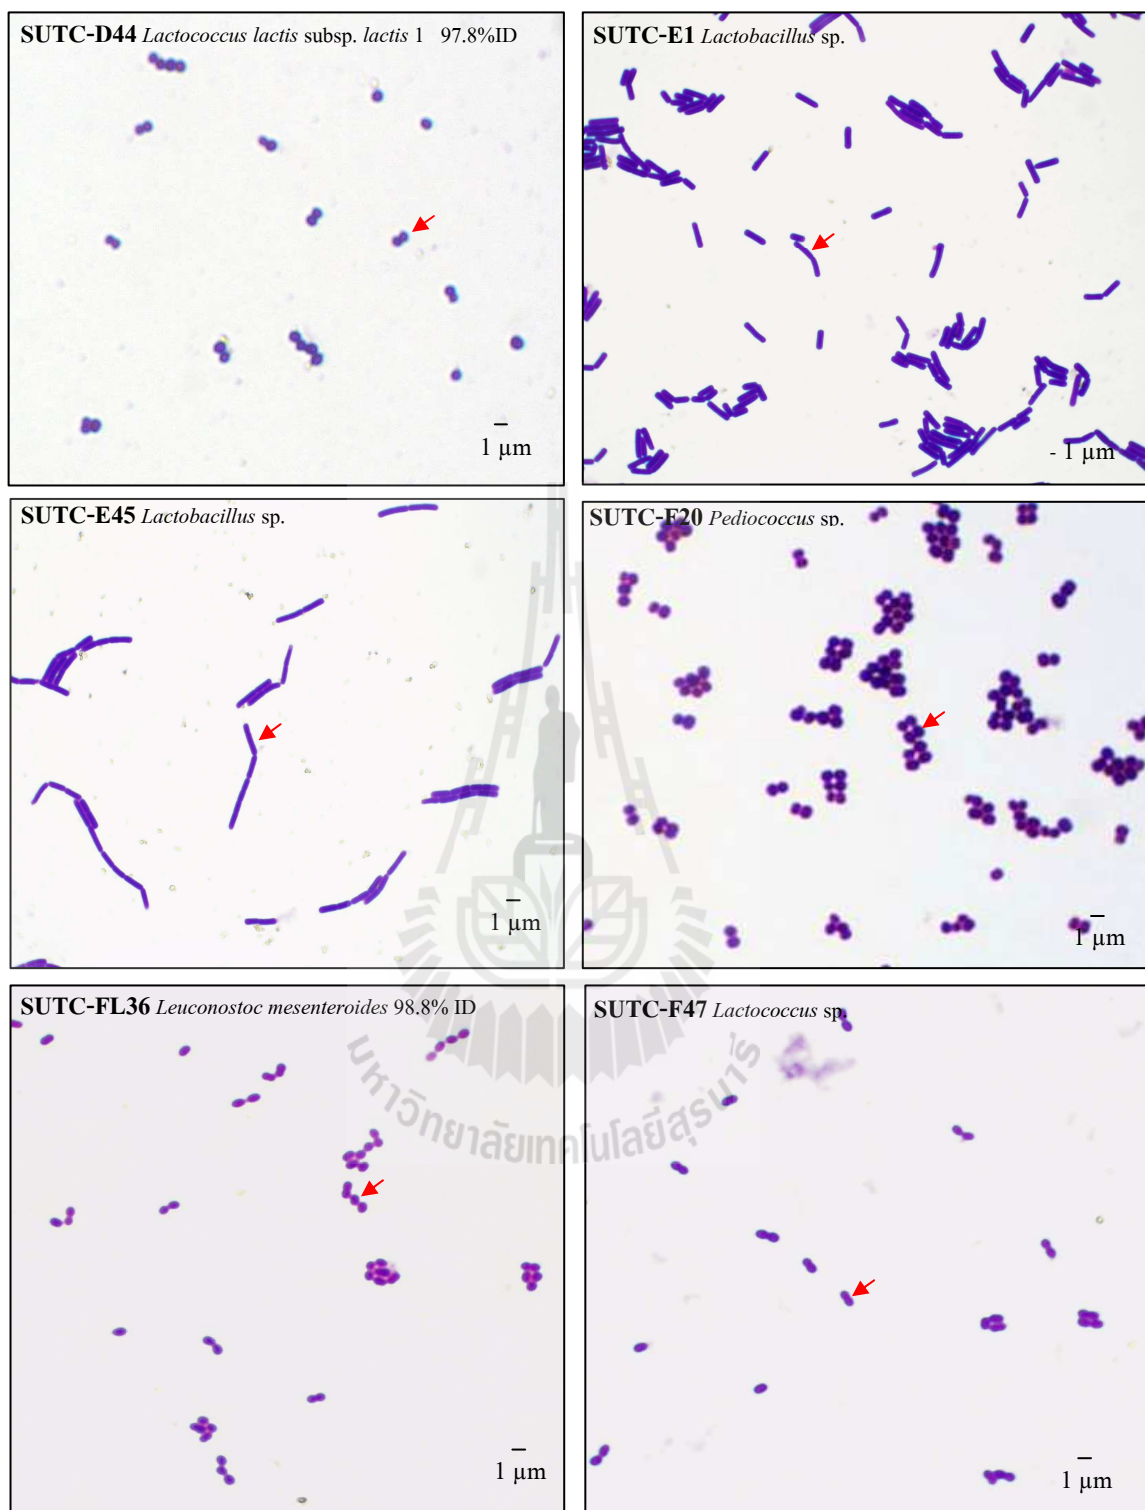 SUTC-D44 Lactococcus lactis subsp. lactis 1 97.8%ID
1 µm
SUTC-E1 Lactobacillus sp.
- 1 µm
SUTC-E45 Lactobacillus sp.
1 µm
SUTC-F20 Pediococcus sp.
1 µm
SUTC-FL36 Leuconostoc mesenteroides 98.8% ID
1 µm
SUTC-F47 Lactococcus sp.
1 µm
มหาวิทยาลัยเทคโนโลยีสุรนารี